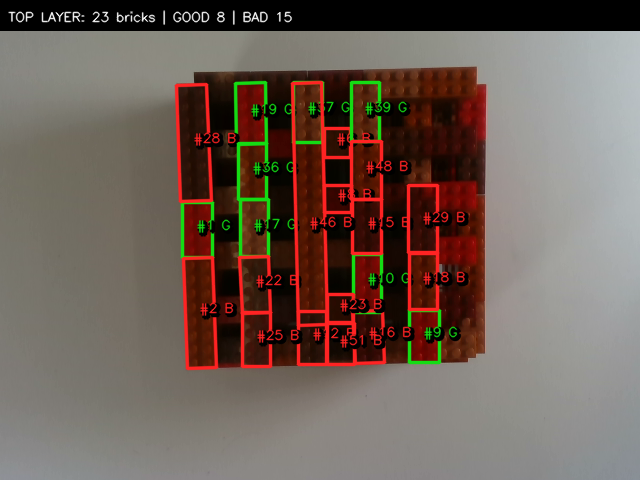 TOP LAYER: 23 bricks | GOOD 8 | BAD 15
#19 G
#37 G
#39 G
#28 B
#36 G
#48 B
#1 G
#17 G
#46 B
#15 B
#29 B
#22 B
#10 G
#18 B
#2 B
#23 B
#25 B
#51 B
#16 B
#9 G